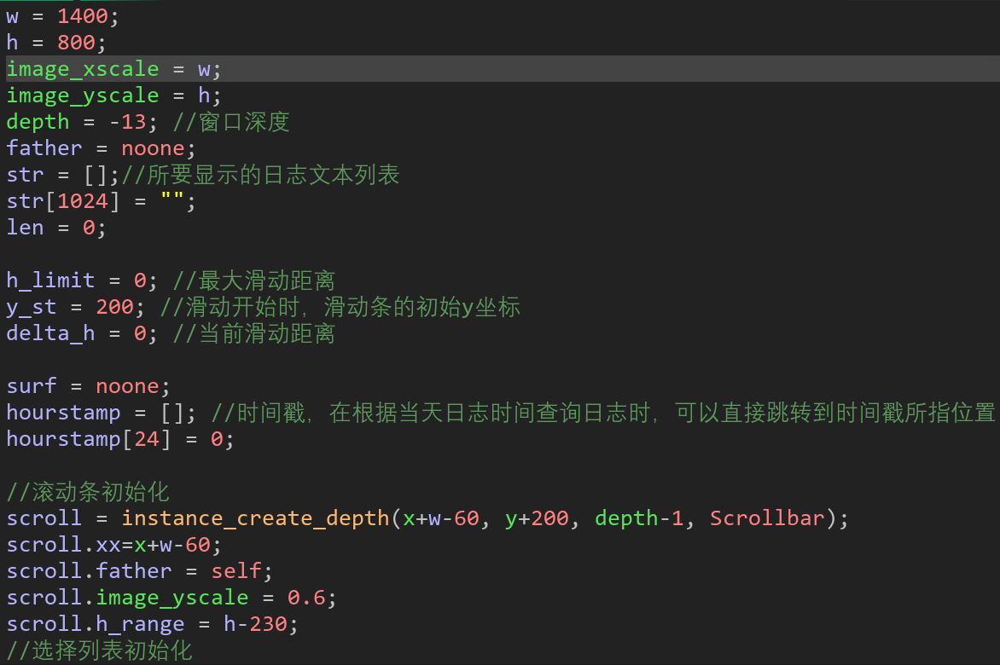 w = 1400;
h = 800;
image_xscale = w;
image_yscale = h;
depth = -13; //窗口深度
father = noone;
str = [];//所要显示的日志文本列表
str[1024] = "";
len = 0;
h_limit = 0; //最大滑动距离
y_st = 200; //滑动开始时，滑动条的初始y坐标
delta_h = 0; //当前滑动距离
surf = noone;
hourstamp = []; //时间戳，在根据当天日志时间查询日志时，可以直接跳转到时间戳所指位置
hourstamp[24] = 0;
//滚动条初始化
scroll = instance_create_depth(x+w-60, y+200, depth-1, Scrollbar);
scroll.xx=x+w-60;
scroll.father = self;
scroll.image_yscale = 0.6;
scroll.h_range = h-230;
//选择列表初始化